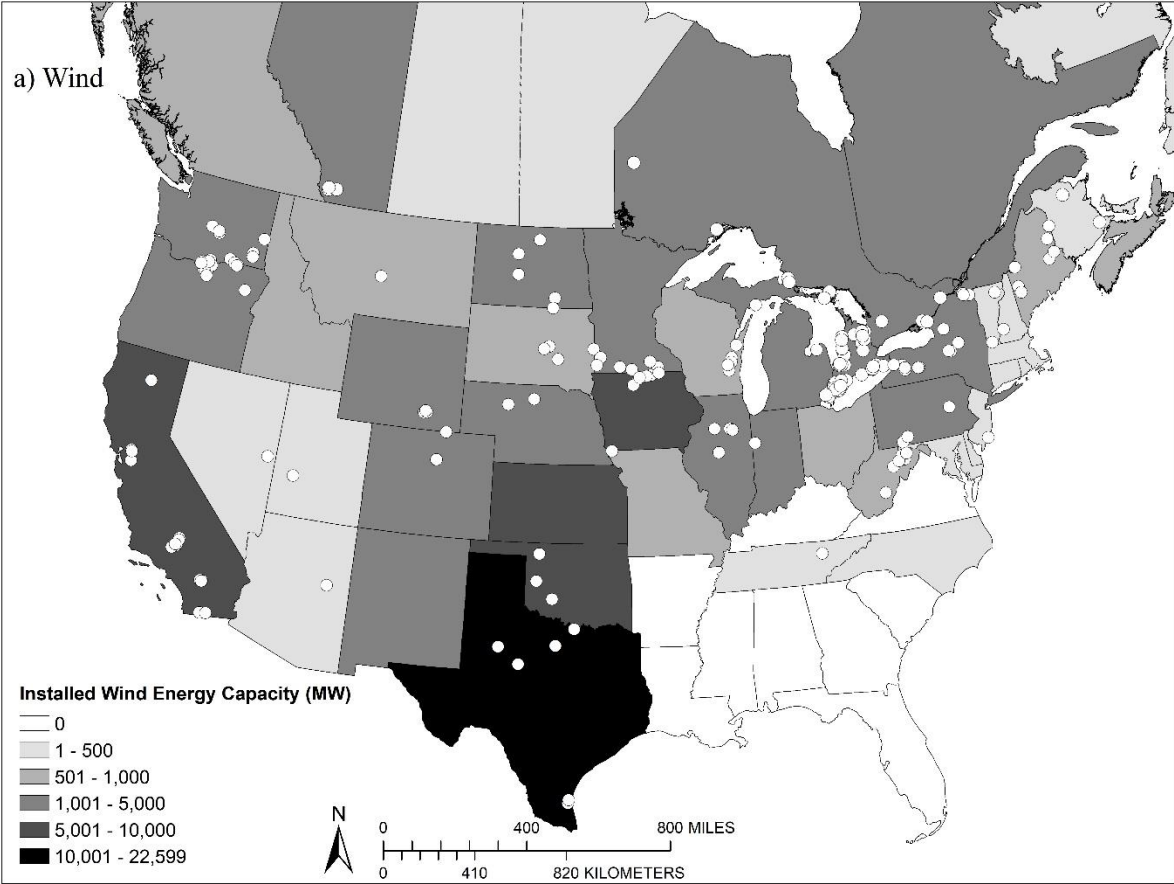 a) Wind
Installed Wind Energy Capacity (MW)
0
1 - 500
501 - 1,000
1,001 - 5,000
5,001 - 10,000
10,001 - 22,599
N
0 400 800 MILES
0 410 820 KILOMETERS